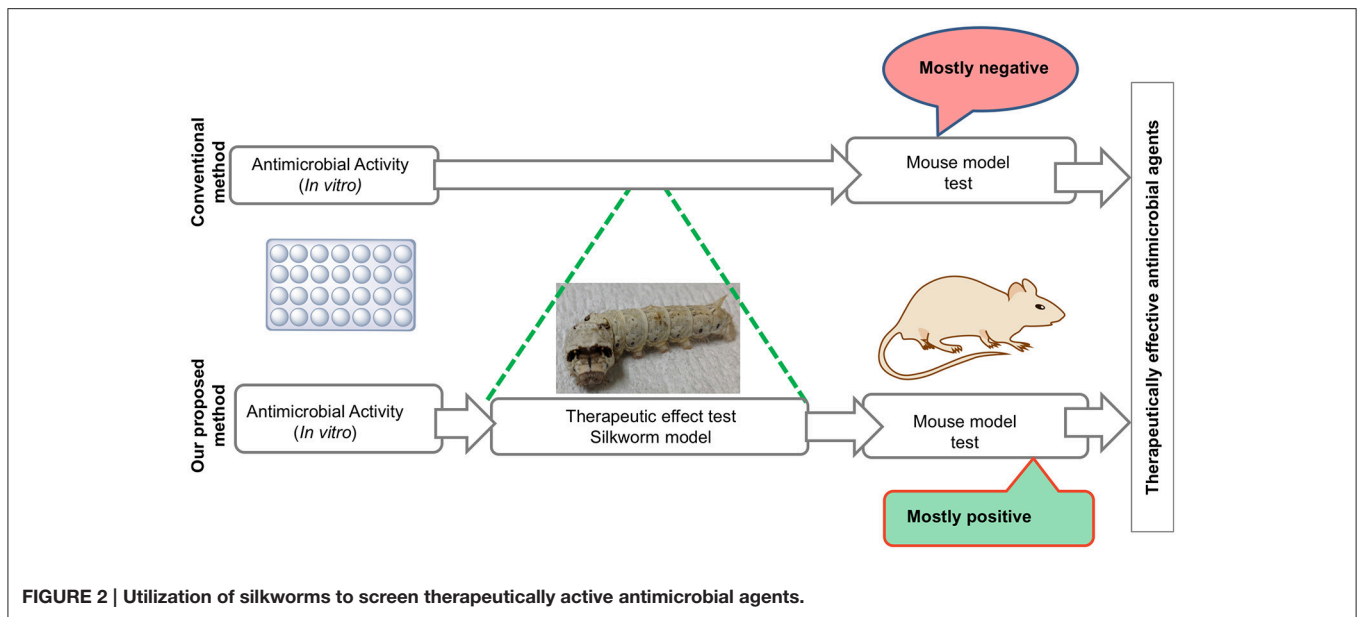 Mostly negative
Conventional
method
Antimicrobial Activity
(In vitro)
Mouse model
test
Therapeutically effective antimicrobial agents
Our proposed
method
Antimicrobial Activity
(In vitro)
Therapeutic effect test
Silkworm model
Mouse model
test
Mostly positive
FIGURE 2 | Utilization of silkworms to screen therapeutically active antimicrobial agents.